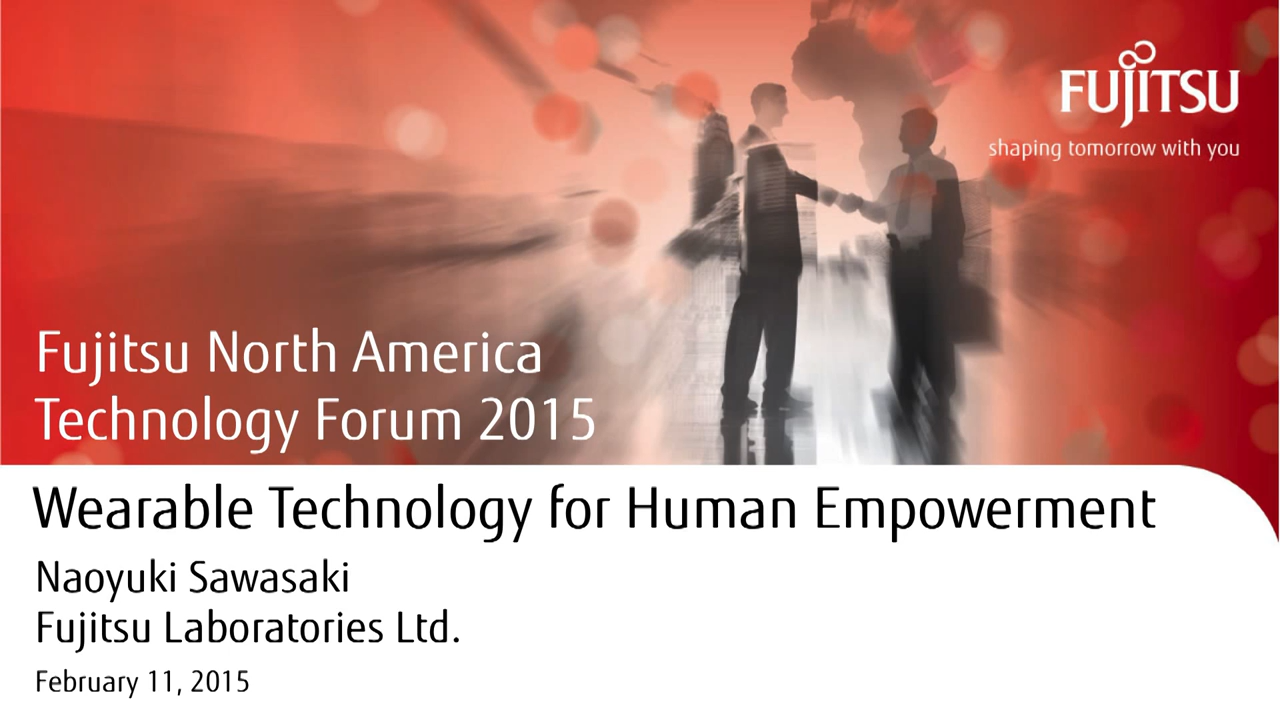 FUJITSU
shaping tomorrow with you
Fujitsu North America
Technology Forum 2015
Wearable Technology for Human Empowerment
Naoyuki Sawasaki
Fujitsu Laboratories Ltd.
February 11, 2015